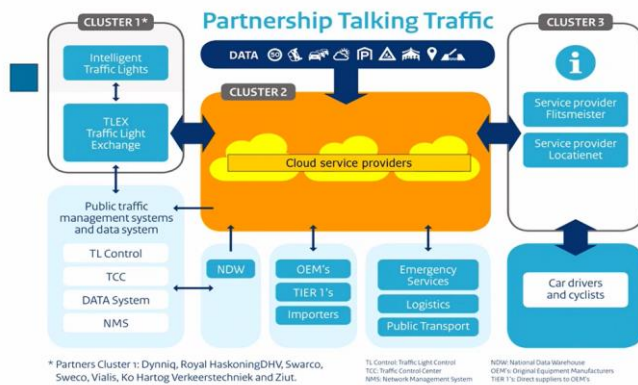 Partnership Talking Traffic
CLUSTER 1*
Intelligent
Traffic Lights
TLEX
Traffic Light
Exchange
Public traffic
management systems
and data system
TL Control
TCC
DATA System
NMS
DATA
50
P
CLUSTER 2
Cloud service providers
NDW
OEM's
TIER 1's
Importers
Emergency
Services
Logistics
Public Transport
CLUSTER 3
i
Service provider
Flitsmeister
Service provider
Locatienet
Car drivers
and cyclists
* Partners Cluster 1: Dynniq, Royal HaskoningDHV, Swarco,
Sweco, Vialis, Ko Hartog Verkeerstechniek and Ziut.
TL Control: Traffic Light Control
TCC: Traffic Control Center
NMS: Network Management System
NDW: National Data Warehouse
OEM's: Original Equipment Manufacturers
TIER 1's: Direct suppliers to OEM's